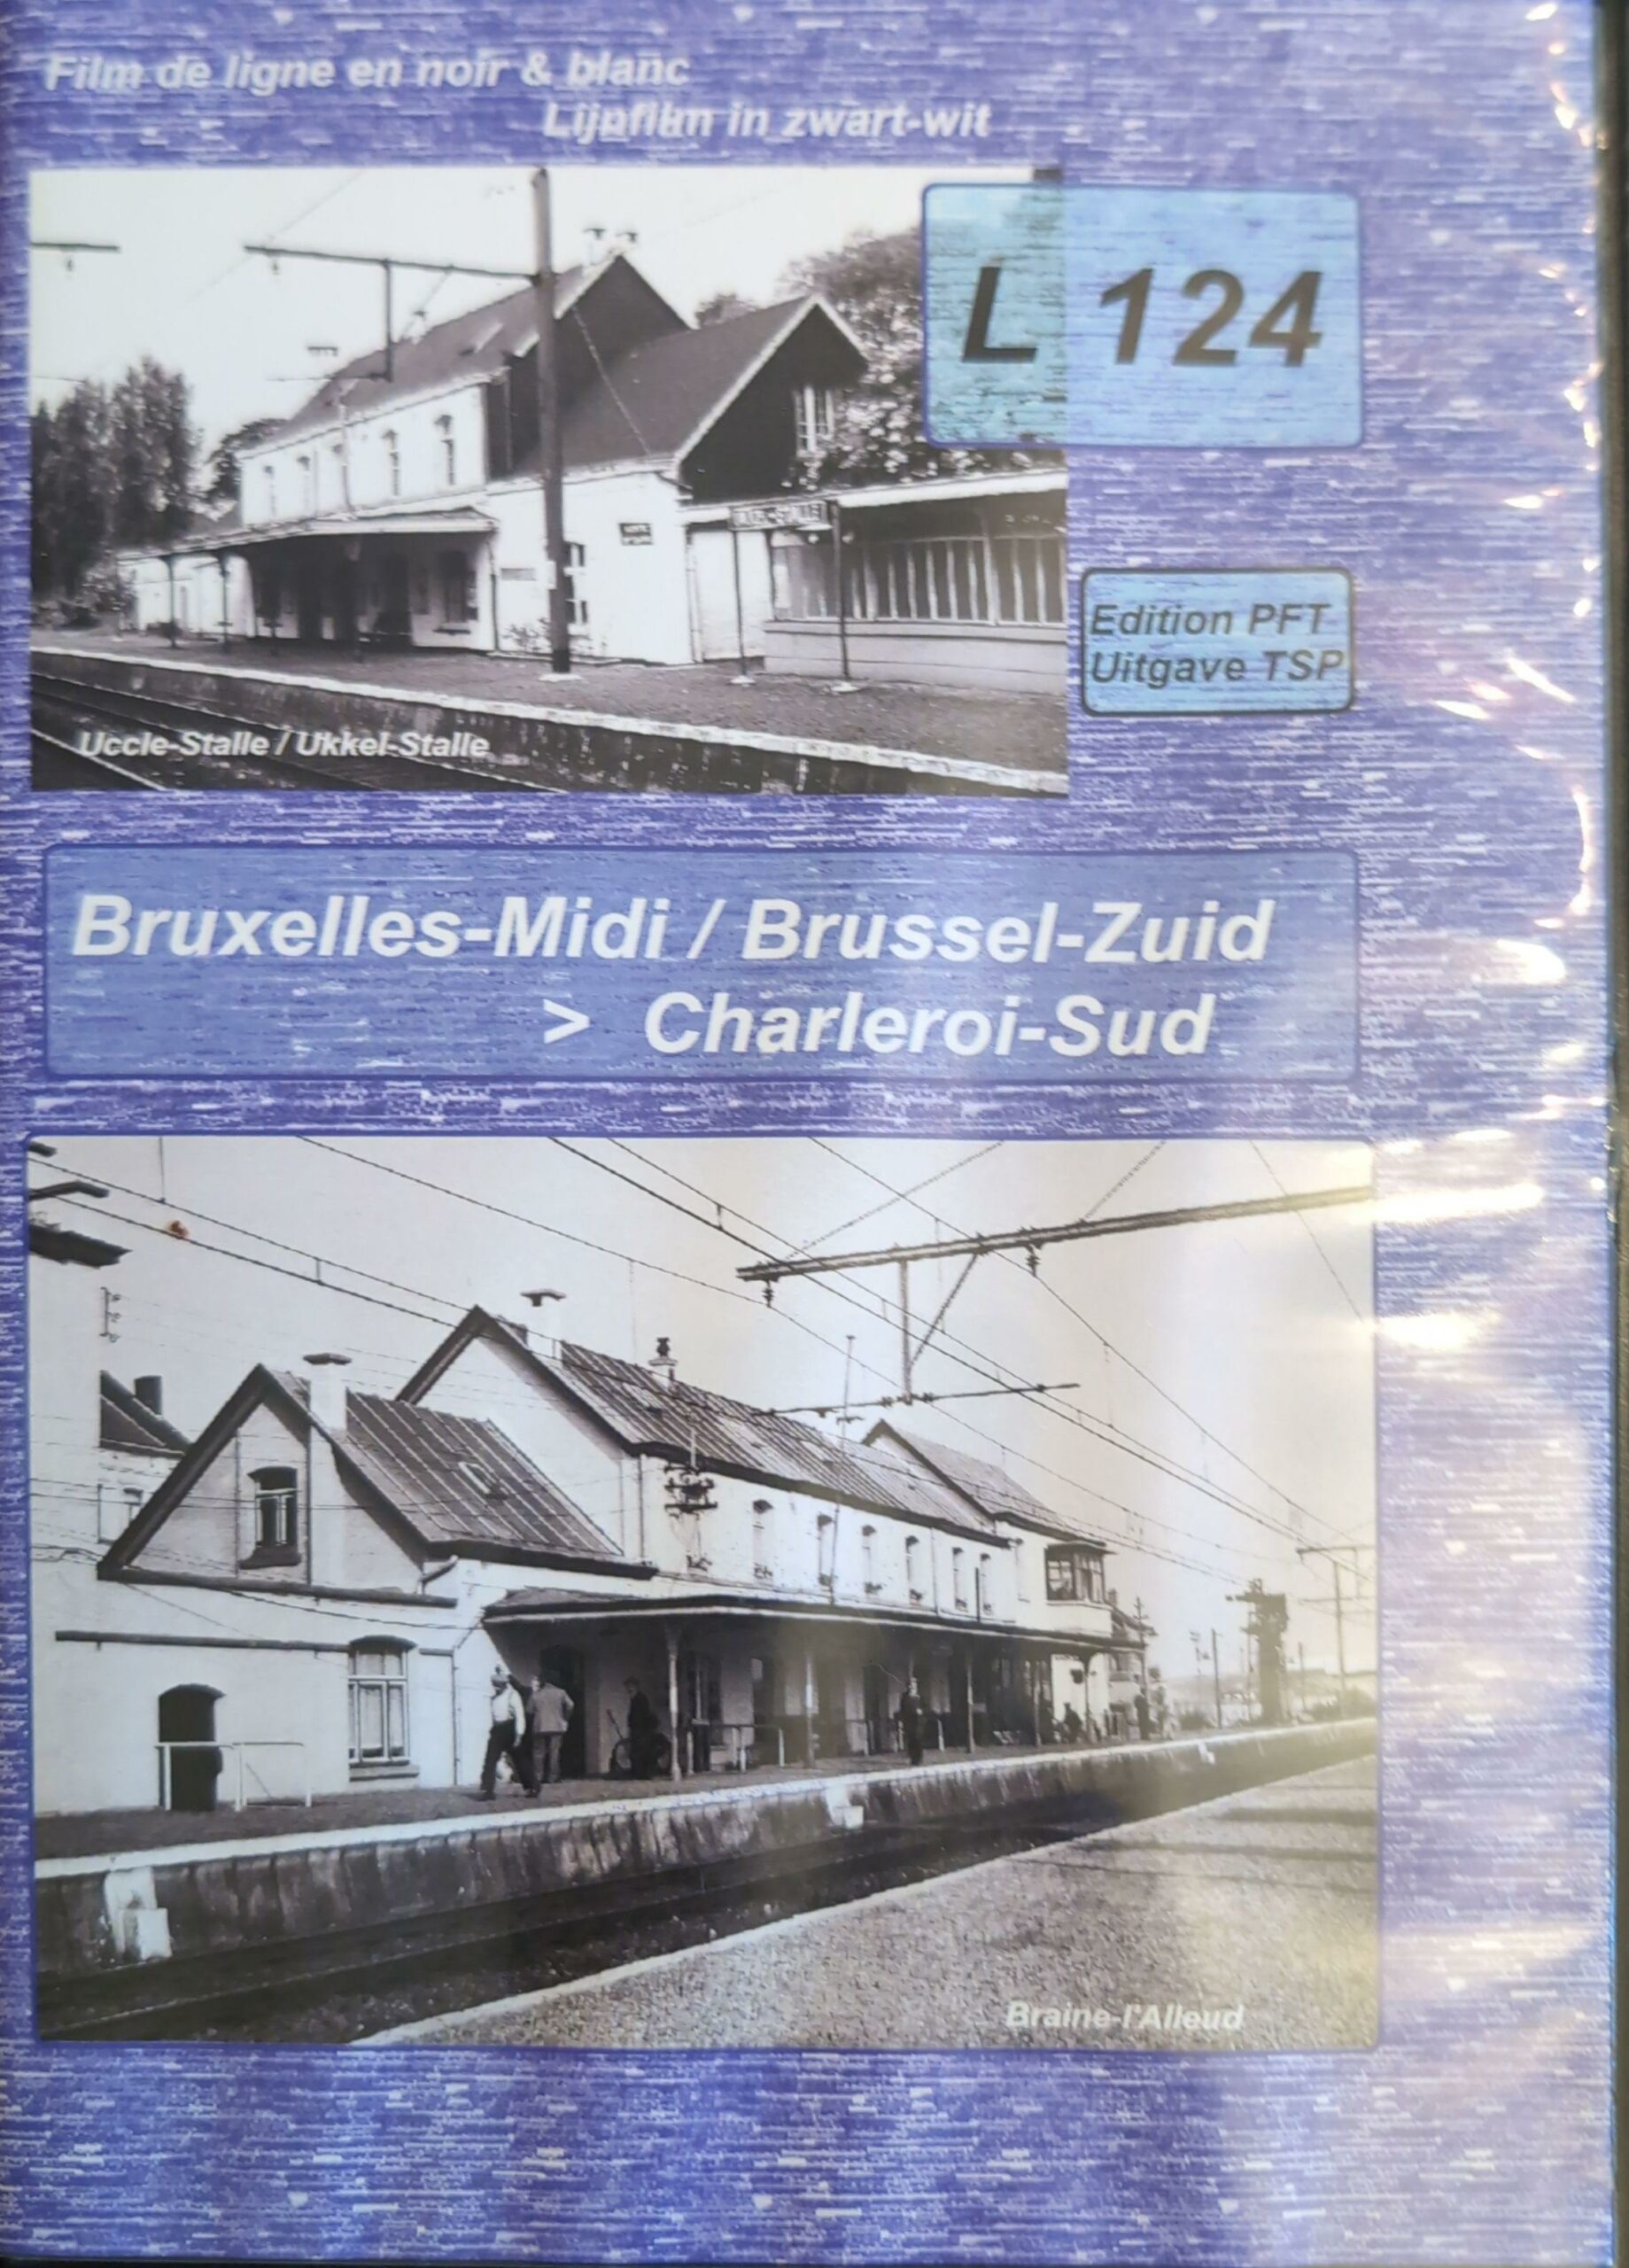 Film de ligne en noir & blanc
Lijnfilm in zwart-wit
L 124
Edition PFT
Uitgave TSP
Uccle-Stalle / Ukkel-Stalle
Bruxelles-Midi / Brussel-Zuid
> Charleroi-Sud
Braine-l'Alleud